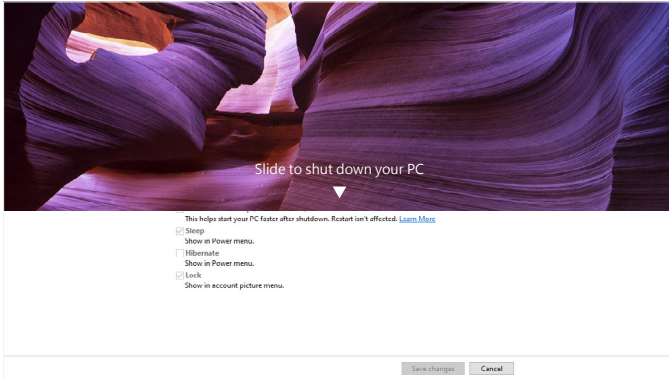 Slide to shut down your PC
This helps start your PC faster after shutdown. Restart isn't affected. Learn More
Sleep
Show in Power menu.
Hibernate
Show in Power menu.
Lock
Show in account picture menu.
Save changes Cancel